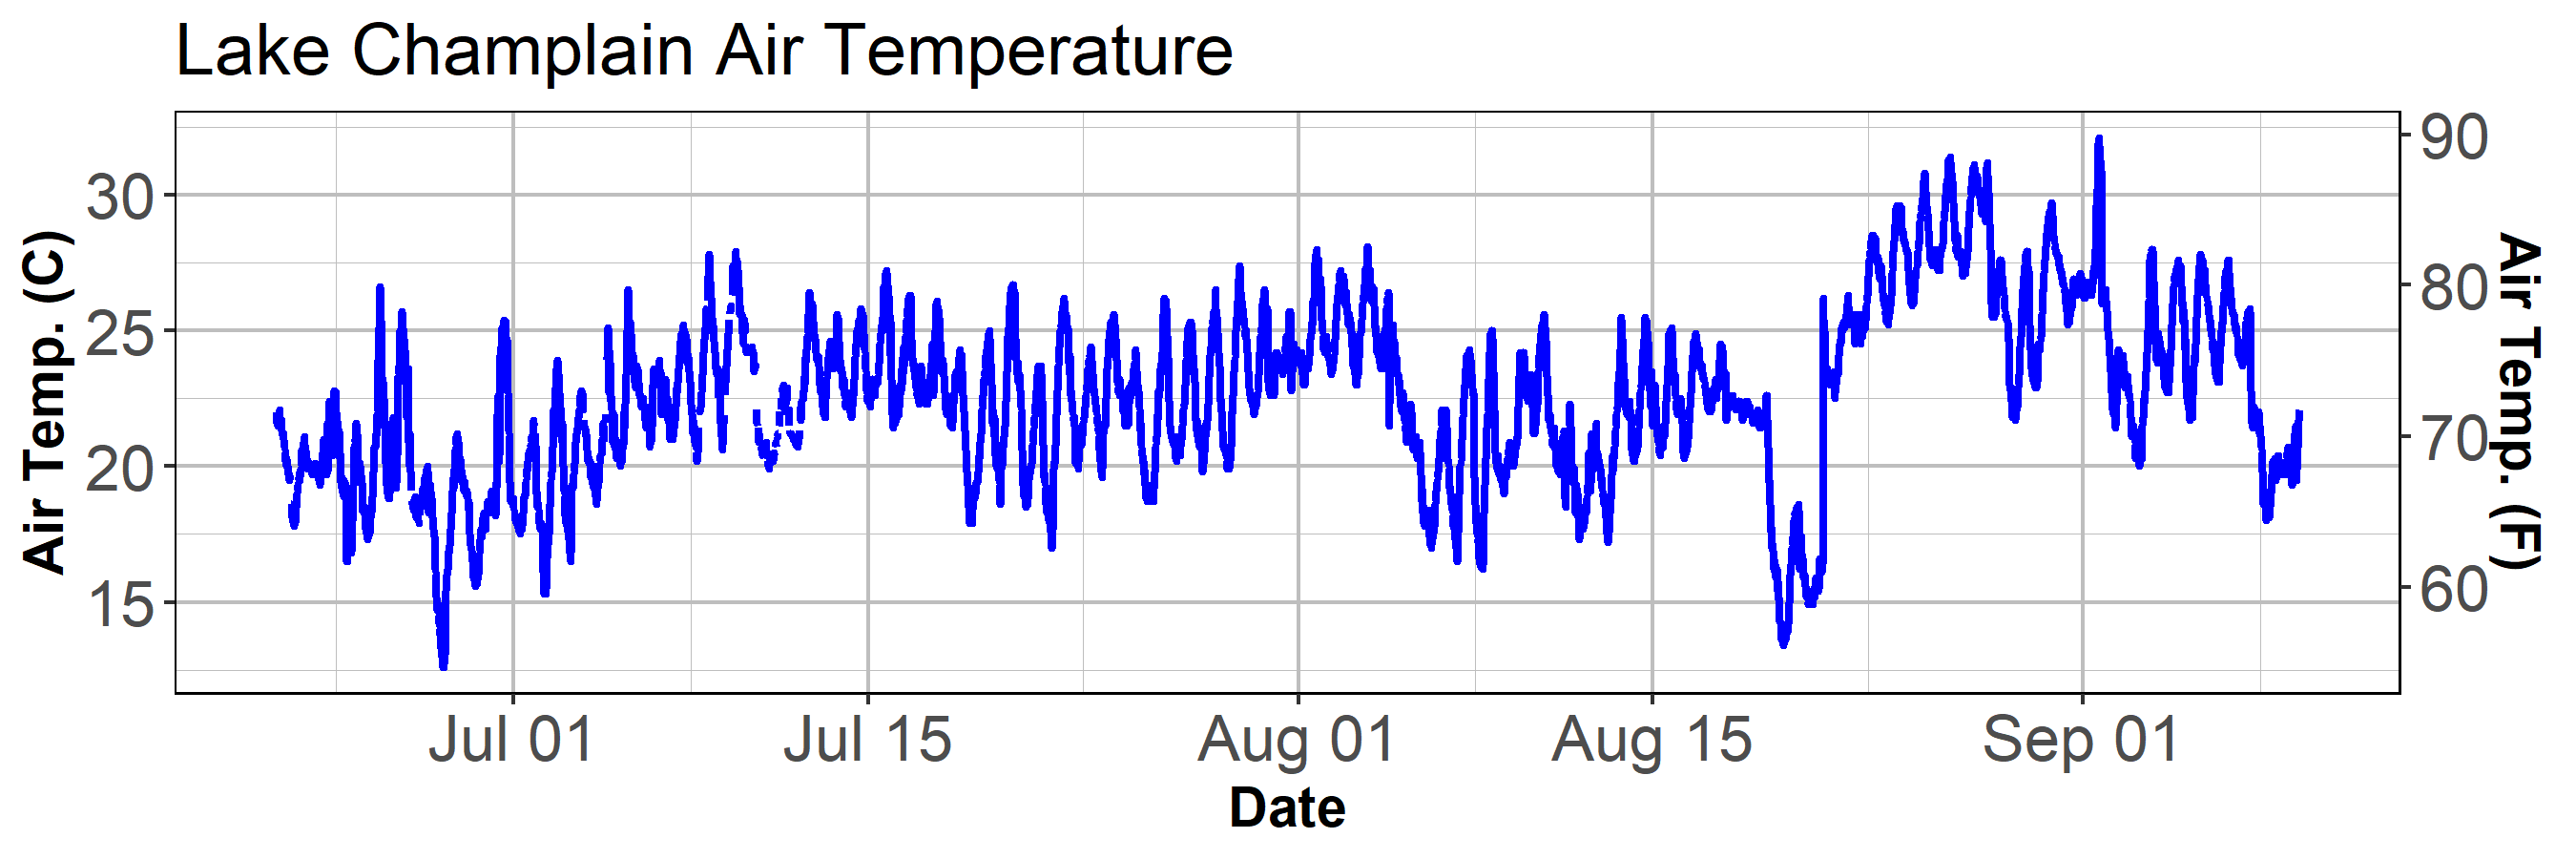 Lake Champlain Air Temperature
Air Temp. (C)
30
25
20
15
90
80
70
60
Air Temp. (F)
Jul 01
Jul 15
Aug 01
Aug 15
Sep 01
Date